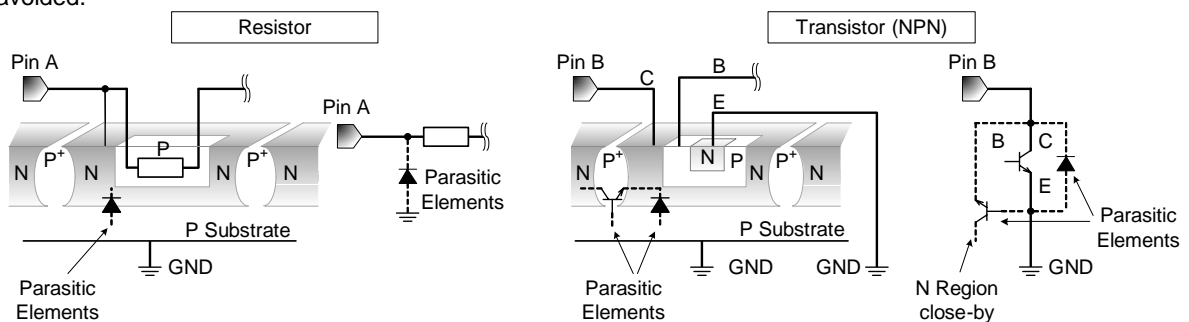 avoided.
Resistor
Transistor (NPN)
Pin A
Pin A
Pin B
C
B
E
Pin B
N
P+
N
P
N
P+
N
Parasitic
Elements
P Substrate
GND
Parasitic
Elements
N
P+
N
N
P
N
P+
N
P Substrate
GND
GND
Parasitic
Elements
B
C
E
Parasitic
Elements
GND
N Region
close-by